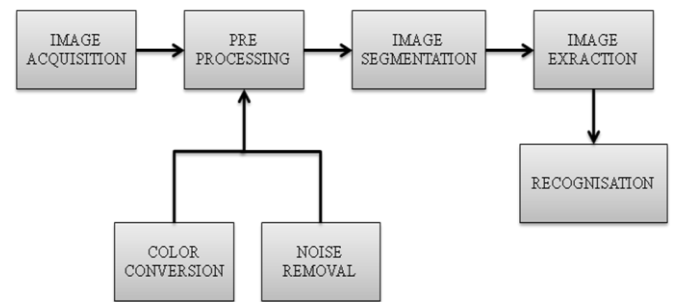 IMAGE
ACQUISITION
PRE
PROCESSING
IMAGE
SEGMENTATION
IMAGE
EXRACTION
RECOGNISATION
COLOR
CONVERSION
NOISE
REMOVAL